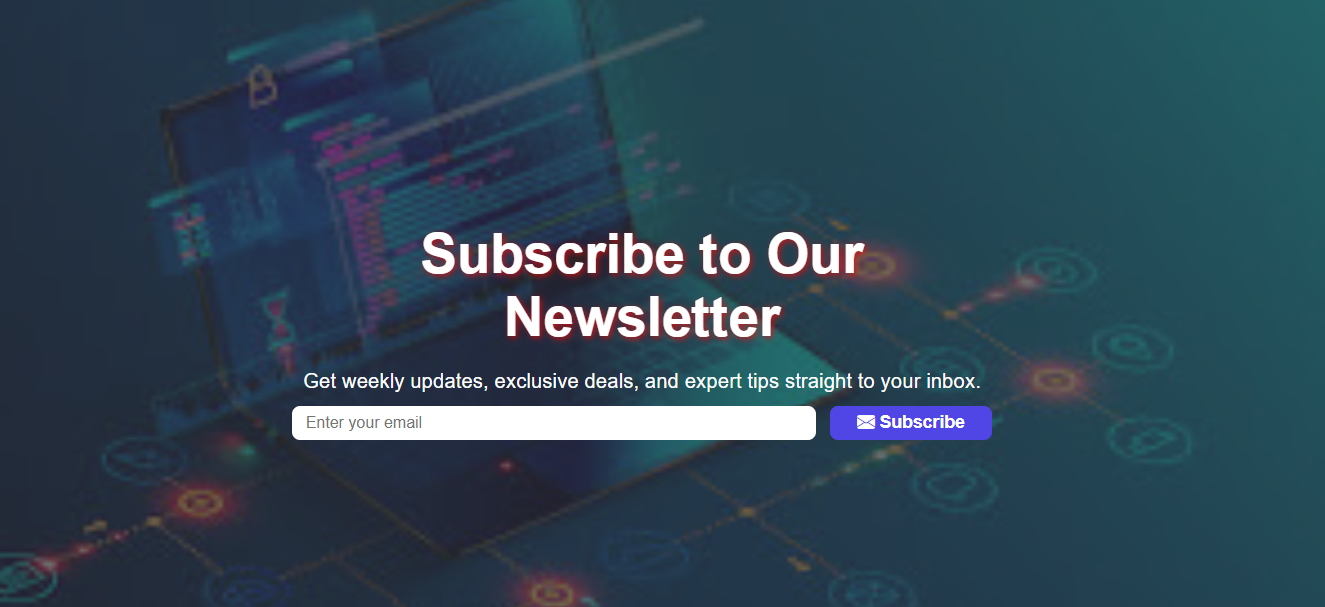 Subscribe to Our
Newsletter
Get weekly updates, exclusive deals, and expert tips straight to your inbox.
Enter your email
Subscribe